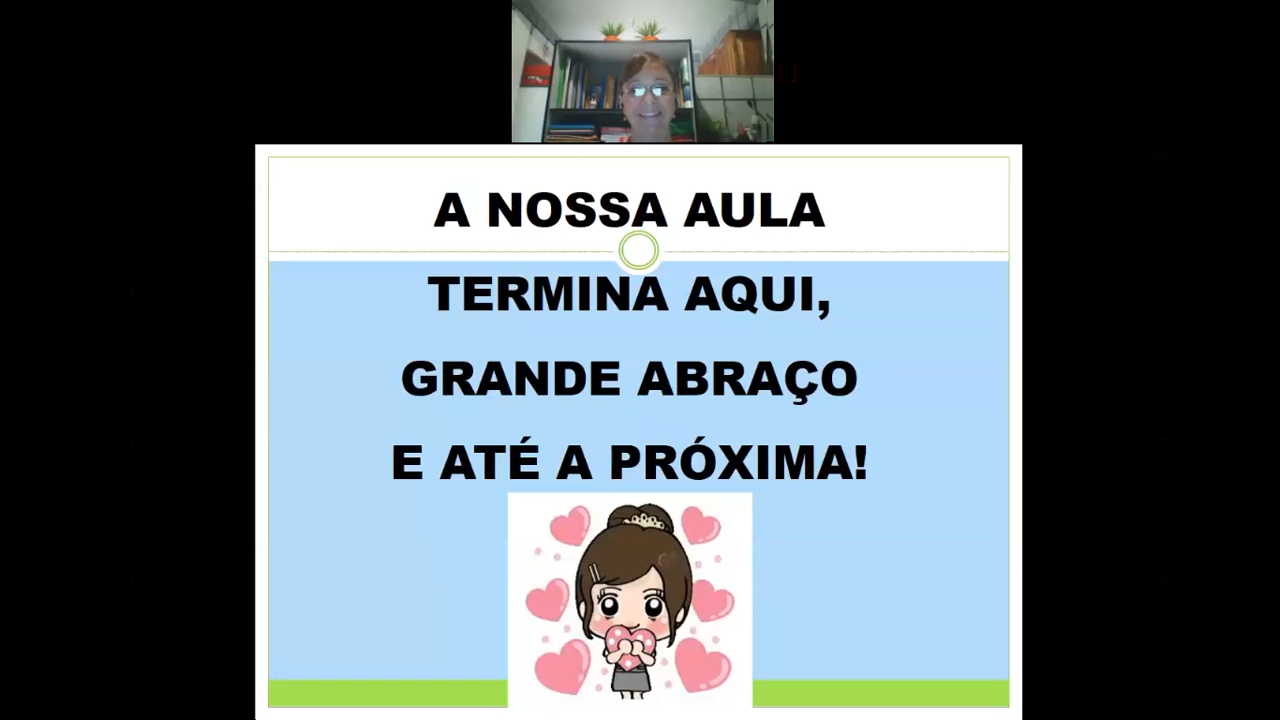 A NOSSA AULA
TERMINA AQUI,
GRANDE ABRAÇO
E ATÉ A PRÓXIMA!